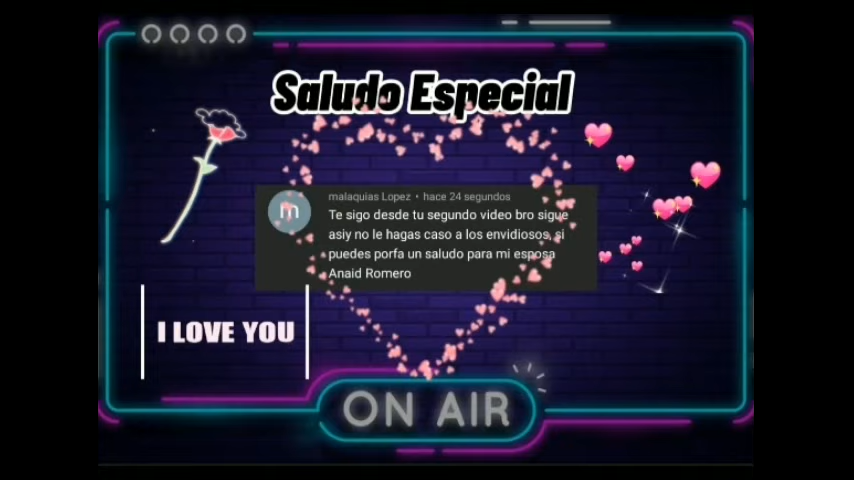 Saludo Especial
malaquias Lopez • hace 24 segundos
Te sigo desde tu segundo video bro sigue
asiy no le hagas caso a los envidiosos, si
puedes porfa un saludo para mi esposa
Anaid Romero
I LOVE YOU
ON AIR